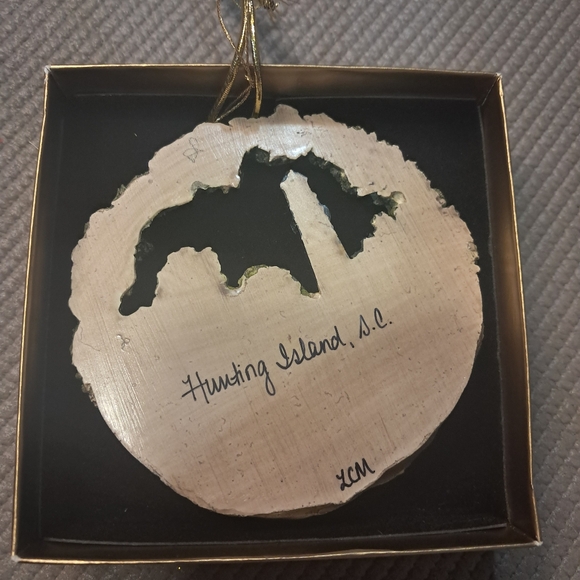 Hunting Island, S.C.
LCM